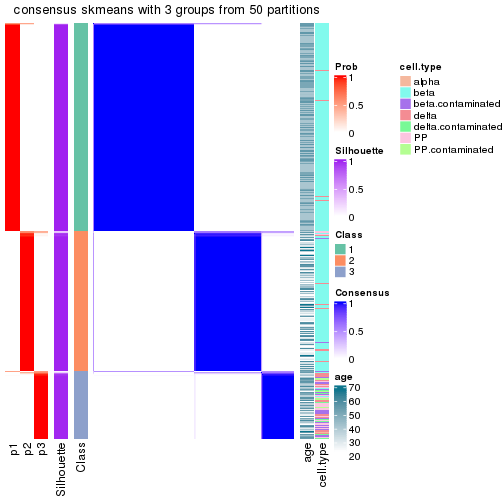 consensus skmeans with 3 groups from 50 partitions
Prob
1
0.5
0
Silhouette
1
0.5
0
Class
1
2
3
Consensus
1
0.5
0
age
70
60
50
40
30
20
cell.type
alpha
beta
beta.contaminated
delta
delta.contaminated
PP
PP.contaminated
p1
p2
p3
Silhouette
Class
age
cell.type